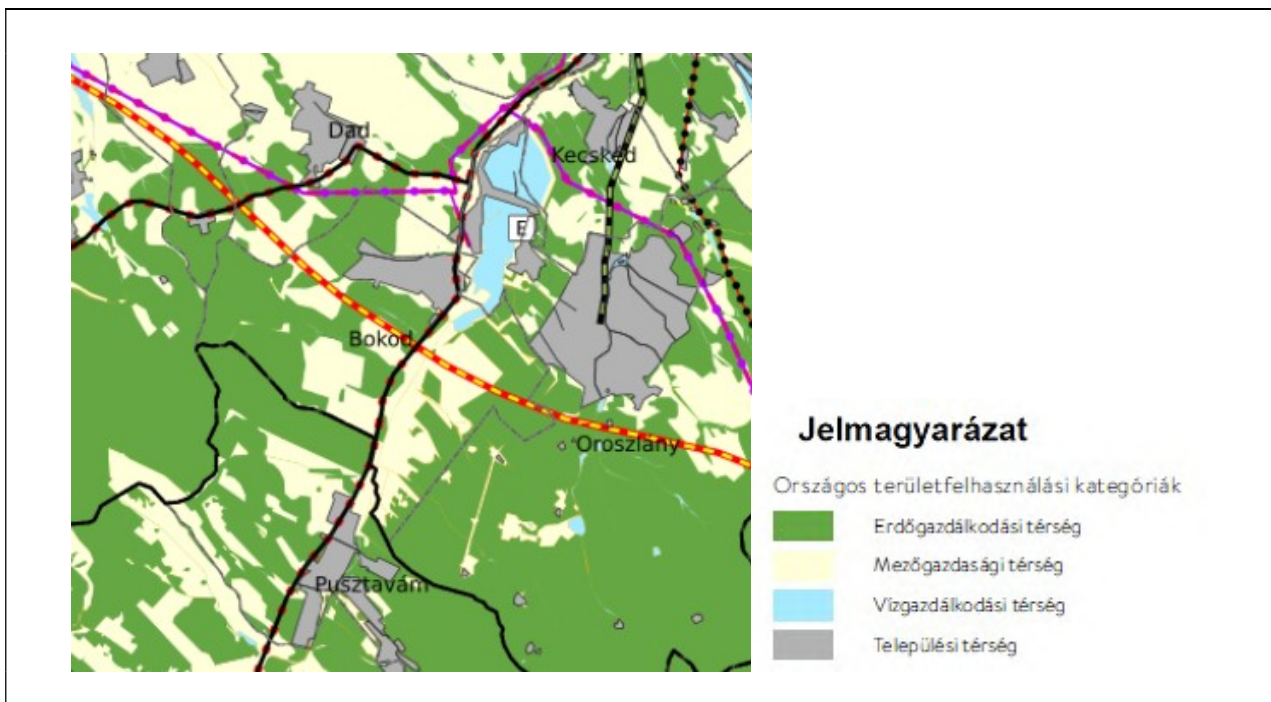 Dad
Kecskéd
E
Bokod
Oroszlány
Pusztavám
Jelmagyarázat
Országos területfelhasználási kategóriák
Erdőgazdálkodási térség
Mezőgazdasági térség
Vízgazdálkodási térség
Települési térség